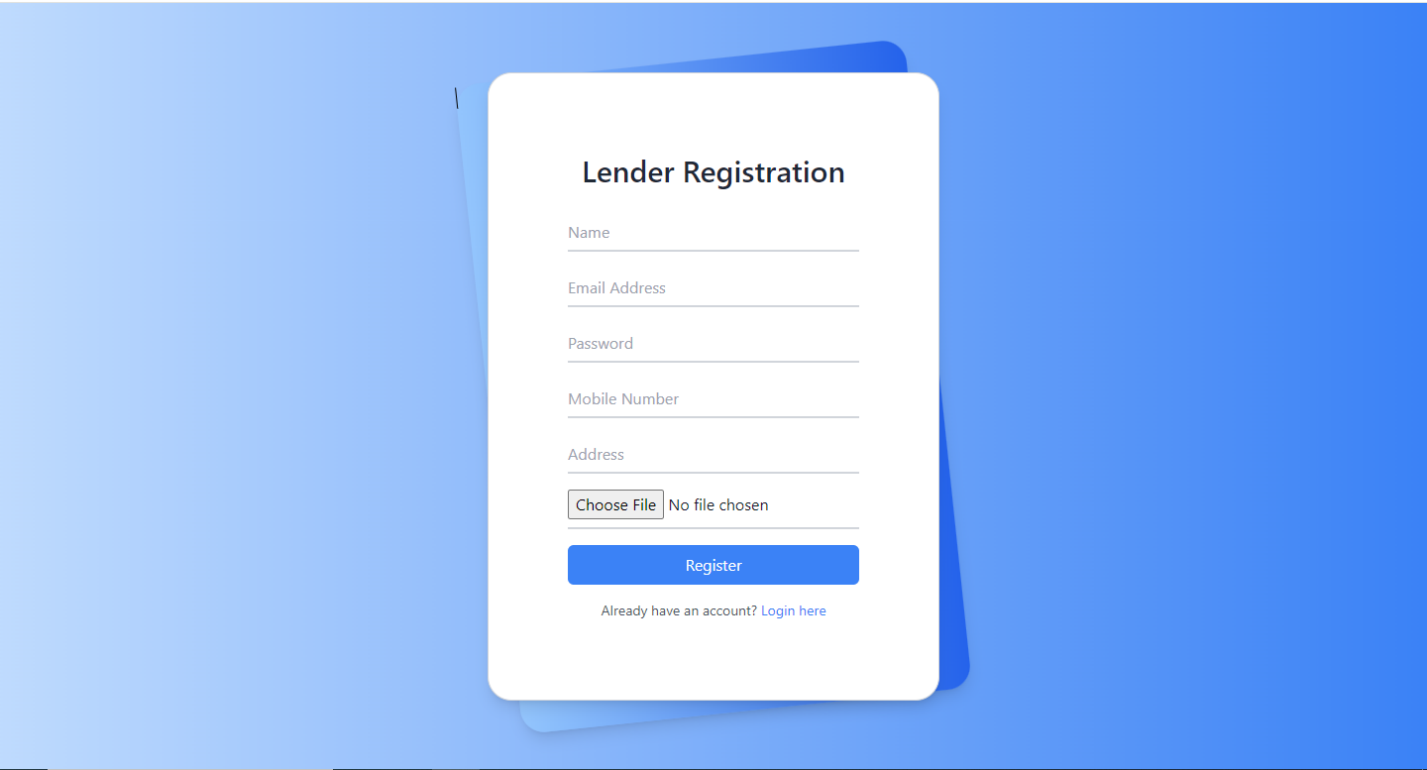 Lender Registration
Name
Email Address
Password
Mobile Number
Address
Choose File No file chosen
Register
Already have an account? Login here